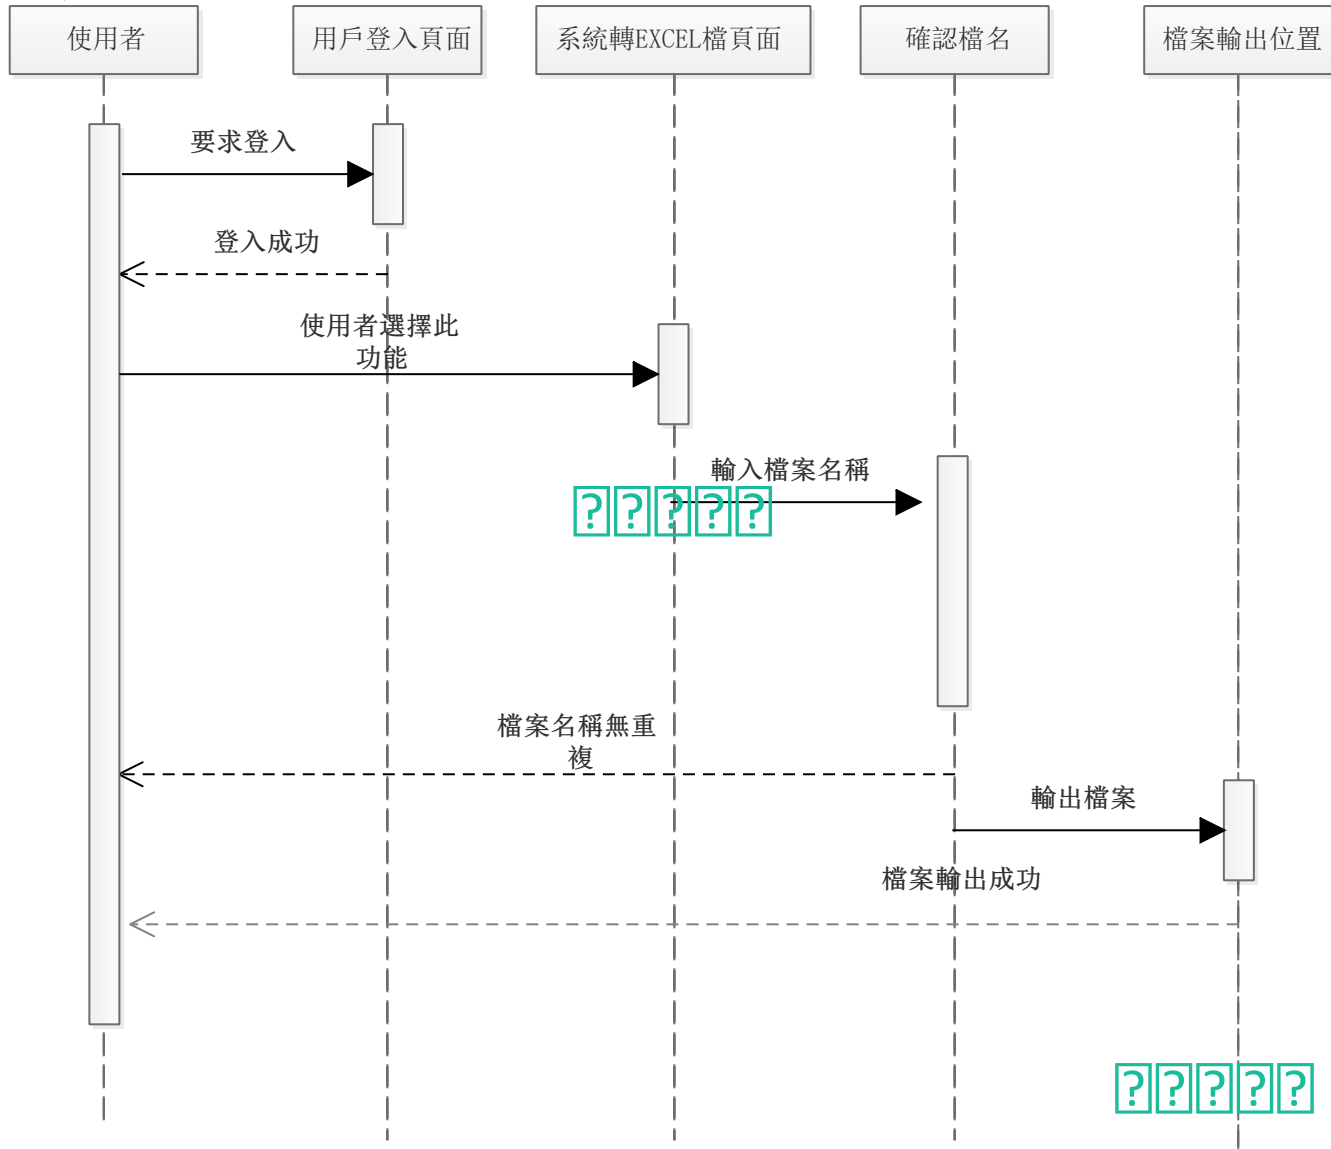 使用者
用戶登入頁面
系統轉EXCEL檔頁面
確認檔名
檔案輸出位置
要求登入
登入成功
使用者選擇此
功能
輸入檔案名稱
檔案名稱無重
複
輸出檔案
檔案輸出成功